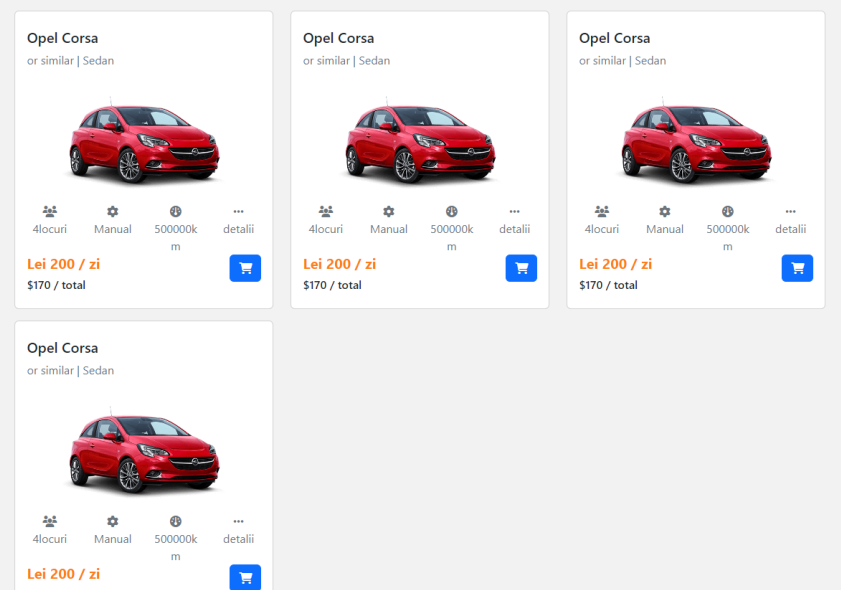 Opel Corsa
or similar | Sedan
4locuri Manual 500000k
m detalii
Lei 200 / zi
$170 / total
Opel Corsa
or similar | Sedan
4locuri Manual 500000k
m detalii
Lei 200 / zi
$170 / total
Opel Corsa
or similar | Sedan
4locuri Manual 500000k
m detalii
Lei 200 / zi
$170 / total
Opel Corsa
or similar | Sedan
4locuri Manual 500000k
m detalii
Lei 200 / zi